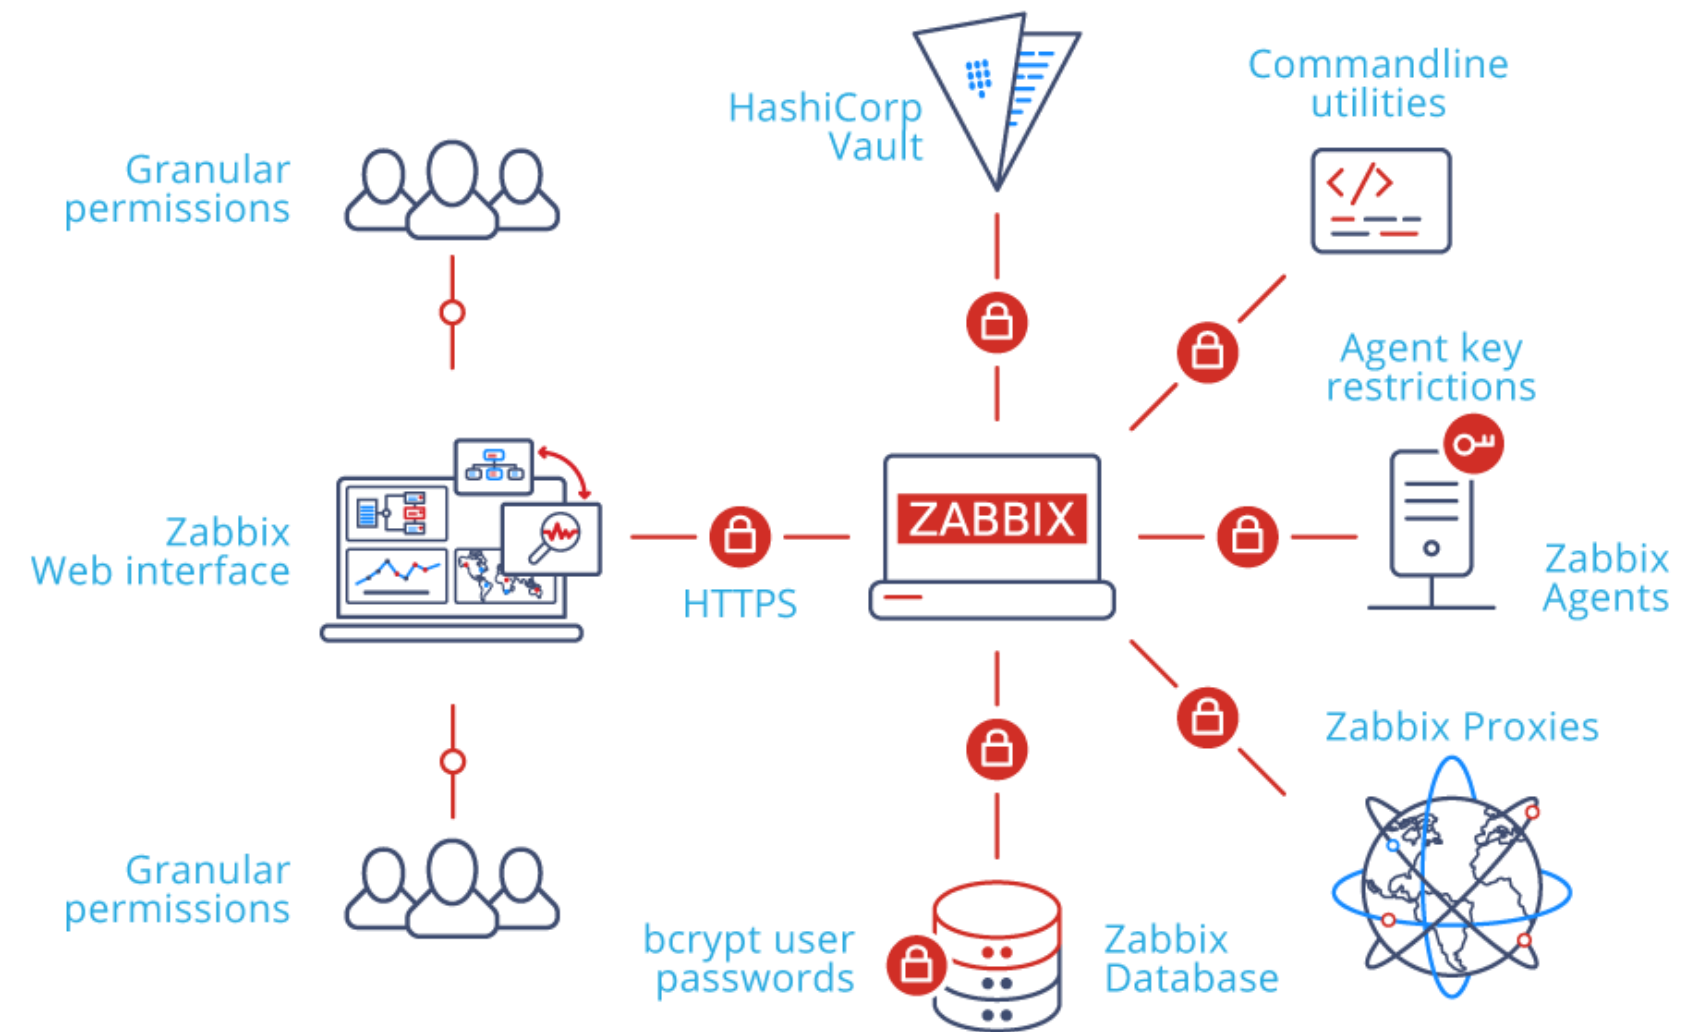 HashiCorp
Vault
Commandline
utilities
Granular
permissions
</>
Agent key
restrictions
Zabbix
Web interface
HTTPS
ZABBIX
Zabbix
Agents
Zabbix Proxies
Granular
permissions
bcrypt user
passwords
Zabbix
Database